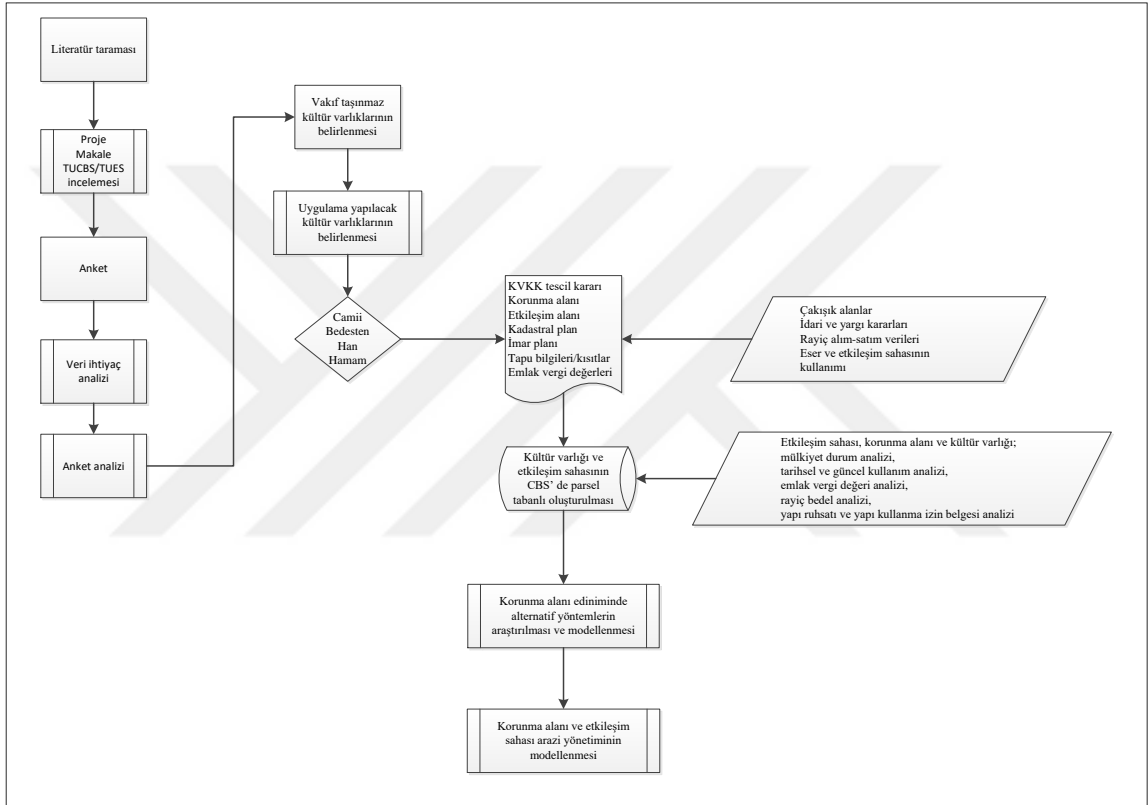 Literatür taraması
Proje
Makale
TUCBS/TUES
incelemesi
Anket
Veri ihtiyaç
analizi
Anket analizi
Vakıf taşınmaz
kültür varlıklarının
belirlenmesi
Uygulama yapılacak
kültür varlıklarının
belirlenmesi
Camii
Bedesten
Han
Hamam
KVKK tescil kararı
Korunma alanı
Etkileşim alanı
Kadastral plan
İmar planı
Tapu bilgileri/kısıtlar
Emlak vergi değerleri
Çakışık alanlar
İdari ve yargı kararları
Rayiç alım-satım verileri
Eser ve etkileşim sahasının
kullanımı
Kültür varlığı ve
etkileşim sahasının
CBS’ de parsel
tabanlı oluşturulması
Etkileşim sahası, korunma alanı ve kültür varlığı;
mülkiyet durum analizi,
tarihsel ve güncel kullanım analizi,
emlak vergi değeri analizi,
rayiç bedel analizi,
yapı ruhsatı ve yapı kullanma izin belgesi analizi
Korunma alanı ediniminde
alternatif yöntemlerin
araştırılması ve modellenmesi
Korunma alanı ve etkileşim
sahası arazi yönetiminin
modellenmesi